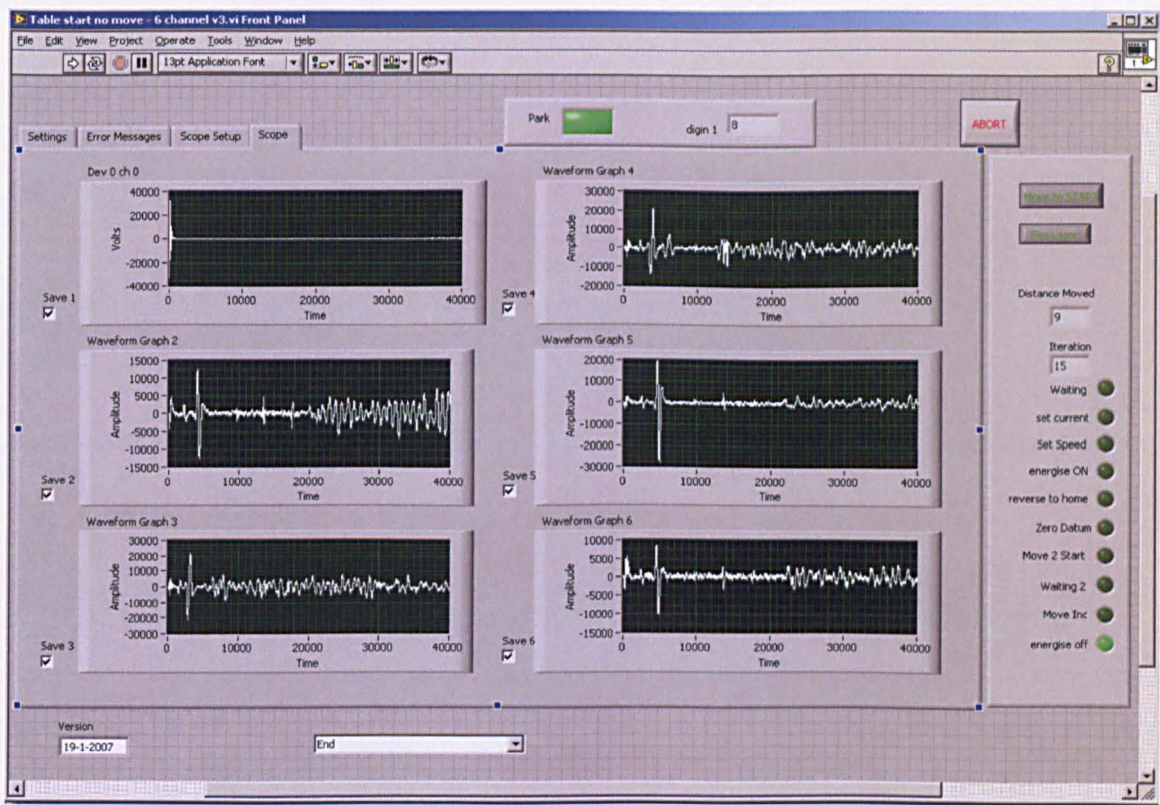 Table start no move - 6 channel v3.vi Front Panel
File Edit View Project Operate Tools Window Help
13pt Application Font
1
Park
digin 1 8
ABORT
Settings Error Messages Scope Setup Scope
Dev 0 ch 0
40000
20000
0
-20000
-40000
Volts
0 10000 20000 30000 40000
Time
Save 1
Waveform Graph 4
30000
20000
10000
0
-10000
-20000
Amplitude
0 10000 20000 30000 40000
Time
Save 4
Waveform Graph 2
15000
10000
5000
0
-5000
-10000
-15000
Amplitude
0 10000 20000 30000 40000
Time
Save 2
Waveform Graph 5
20000
10000
0
-10000
-20000
-30000
Amplitude
0 10000 20000 30000 40000
Time
Save 5
Waveform Graph 3
30000
20000
10000
0
-10000
-20000
-30000
Amplitude
0 10000 20000 30000 40000
Time
Save 3
Waveform Graph 6
10000
5000
0
-5000
-10000
-15000
Amplitude
0 10000 20000 30000 40000
Time
Save 6
Move to START
Fire Laser
Distance Moved
9
Iteration
15
Waiting
set current
Set Speed
energise ON
reverse to home
Zero Datum
Move 2 Start
Waiting 2
Move Inc
energise off
Version
19-1-2007
End